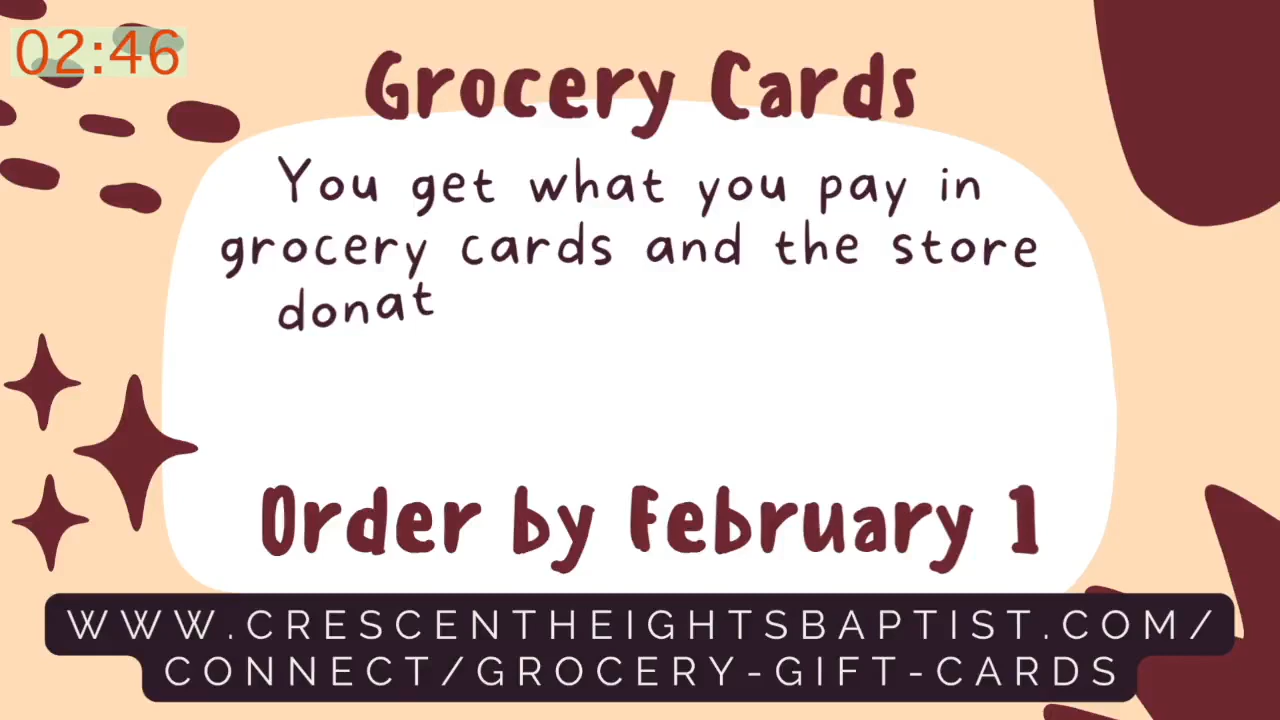 02:46
Grocery Cards
You get what you pay in
grocery cards and the store
donat
Order by February 1
WWW.CRESCENTHEIGHTSBAPTIST.COM/
CONNECT/GROCERY-GIFT-CARDS